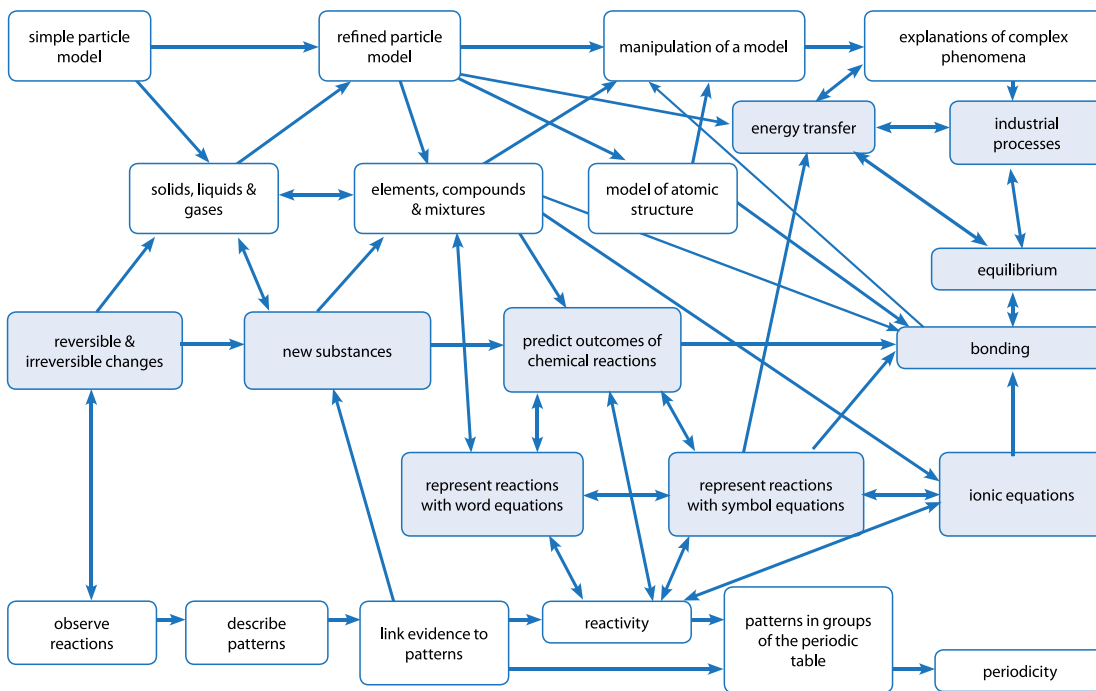 simple particle
model
refined particle
model
manipulation of a model
explanations of complex
phenomena
energy transfer
industrial
processes
solids, liquids &
gases
elements, compounds
& mixtures
model of atomic
structure
equilibrium
reversible &
irreversible changes
new substances
predict outcomes of
chemical reactions
bonding
represent reactions
with word equations
represent reactions
with symbol equations
ionic equations
observe
reactions
describe
patterns
link evidence to
patterns
reactivity
patterns in groups
of the periodic
table
periodicity